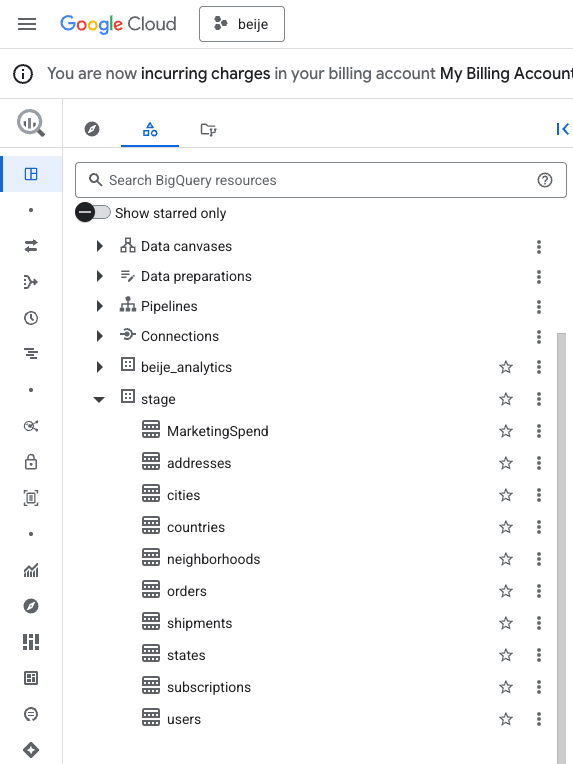 Google Cloud
beije
You are now incurring charges in your billing account My Billing Account
Search BigQuery resources
Show starred only
Data canvases
Data preparations
Pipelines
Connections
beije_analytics
stage
MarketingSpend
addresses
cities
countries
neighborhoods
orders
shipments
states
subscriptions
users